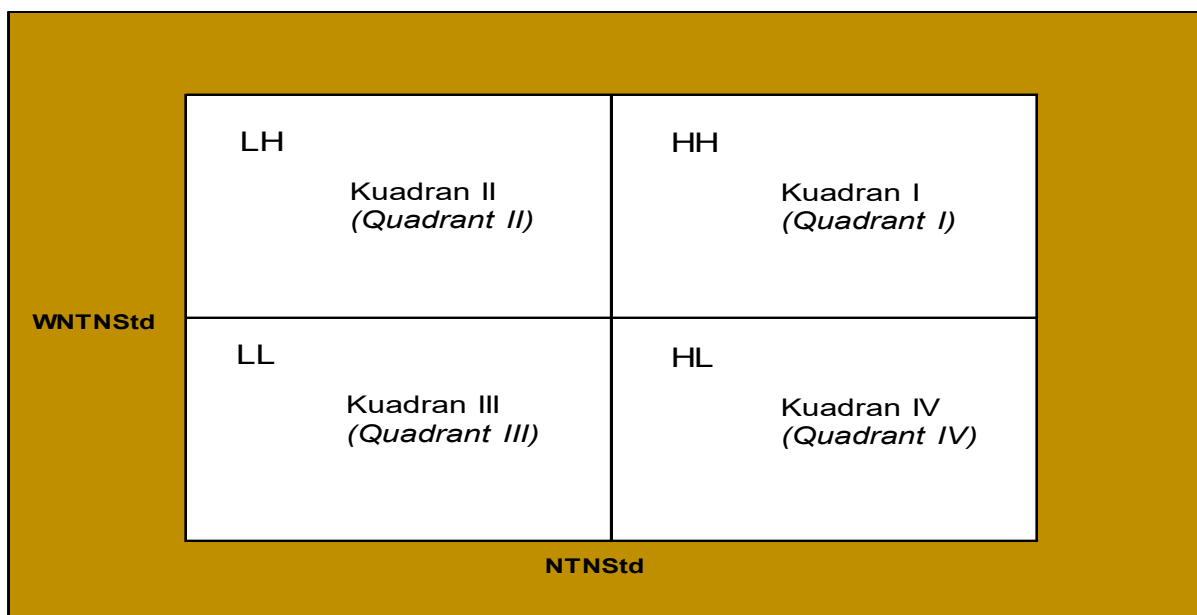 LH
Kuadran II
(Quadrant II)
HH
Kuadran I
(Quadrant I)
WNTNStd
LL
Kuadran III
(Quadrant III)
HL
Kuadran IV
(Quadrant IV)
NTNStd